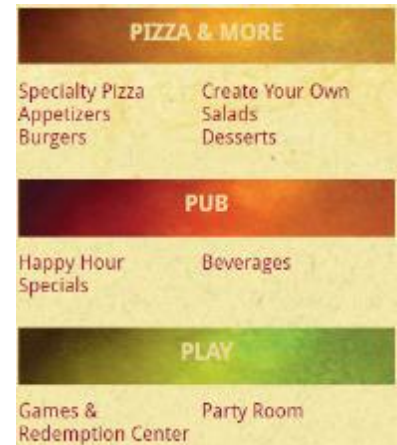 PIZZA & MORE
Specialty Pizza
Create Your Own
Appetizers
Salads
Burgers
Desserts
PUB
Happy Hour
Specials
Beverages
PLAY
Games &
Redemption Center
Party Room